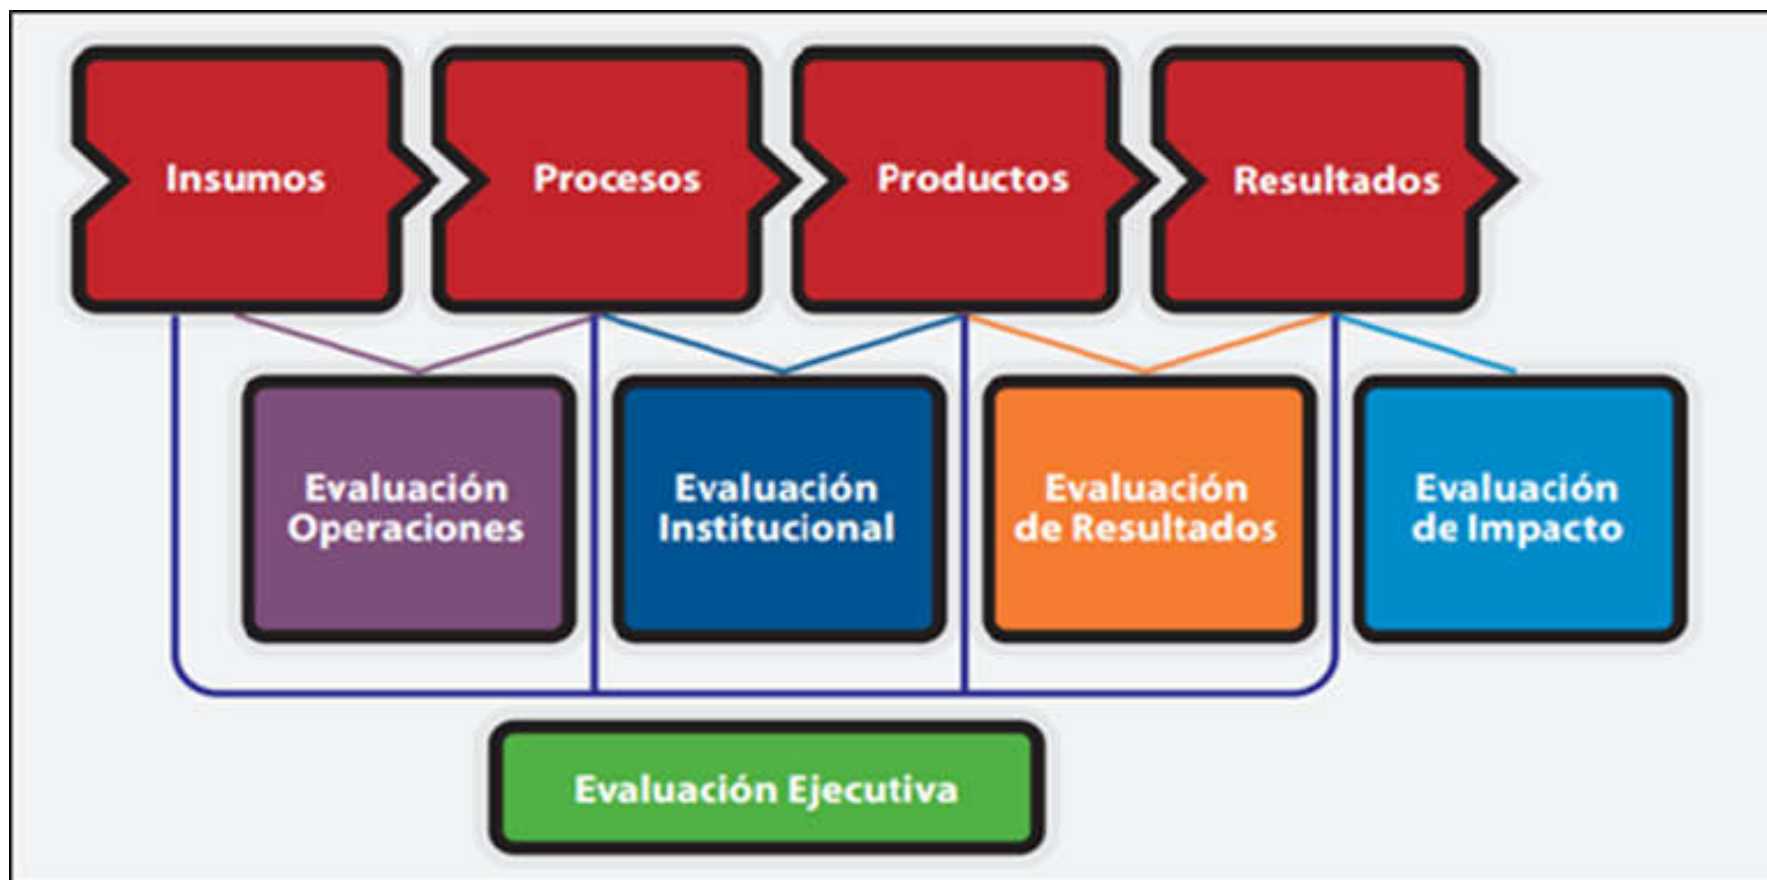 Insumos
Procesos
Productos
Resultados
Evaluación
Operaciones
Evaluación
Institucional
Evaluación
de Resultados
Evaluación
de Impacto
Evaluación Ejecutiva